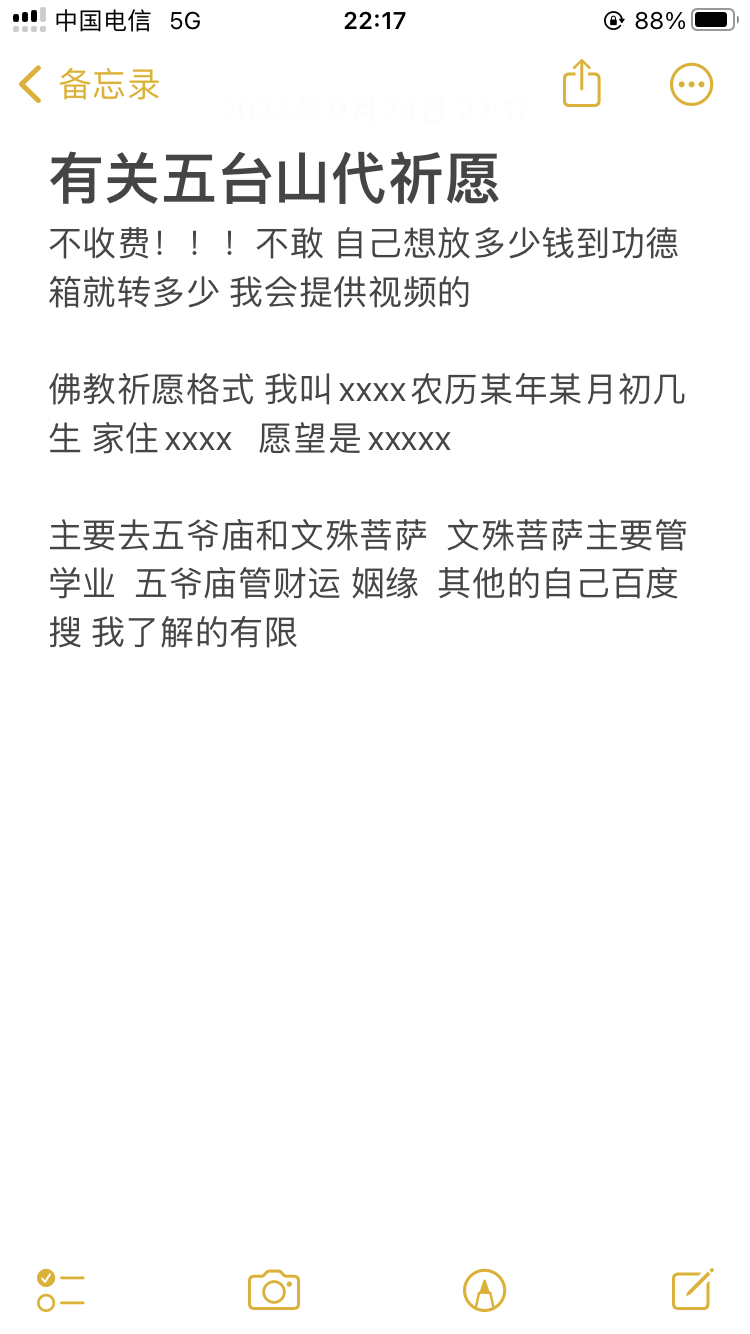 中国电信 5G 22:17 88%
备忘录
2023年9月24日 22:17
有关五台山代祈愿
不收费！！！不敢 自己想放多少钱到功德
箱就转多少 我会提供视频的
佛教祈愿格式 我叫xxxx农历某年某月初几
生 家住xxxx 愿望是xxxxx
主要去五爷庙和文殊菩萨 文殊菩萨主要管
学业 五爷庙管财运 姻缘 其他的自己百度
搜 我了解的有限